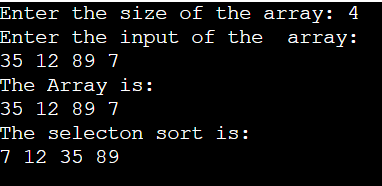 Enter the size of the array: 4
Enter the input of the  array:
35 12 89 7
The Array is:
35 12 89 7
The selecton sort is:
7 12 35 89